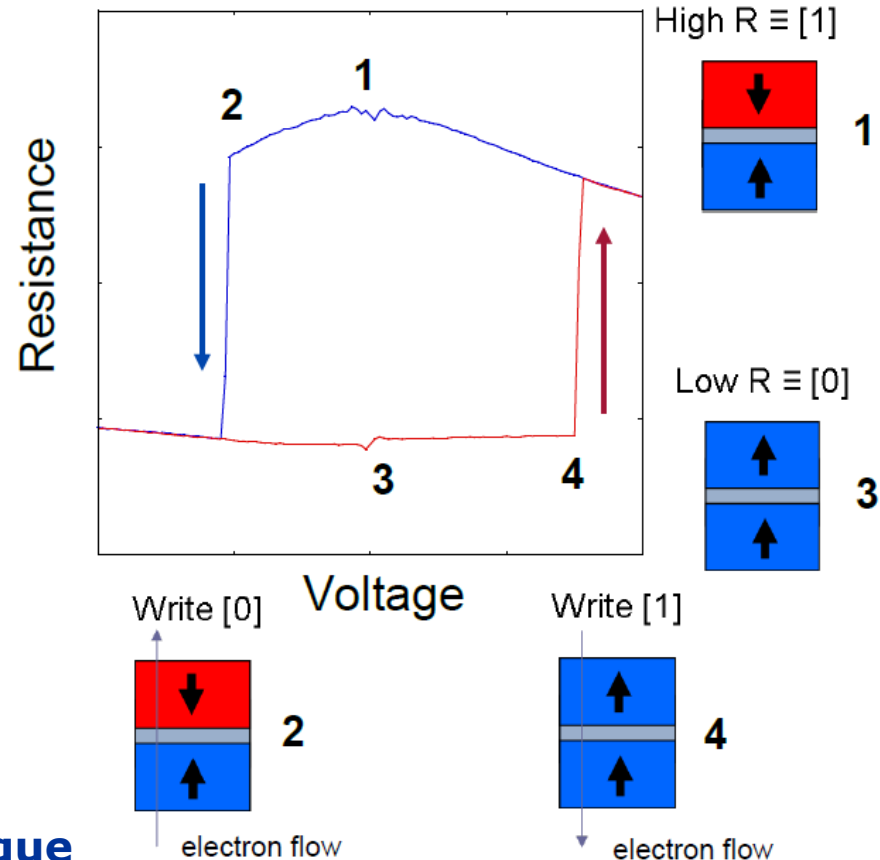 High R ≡ [1]
1
2
1
Resistance
Low R ≡ [0]
3
3
4
Voltage
Write [0]
Write [1]
2
4
electron flow
electron flow